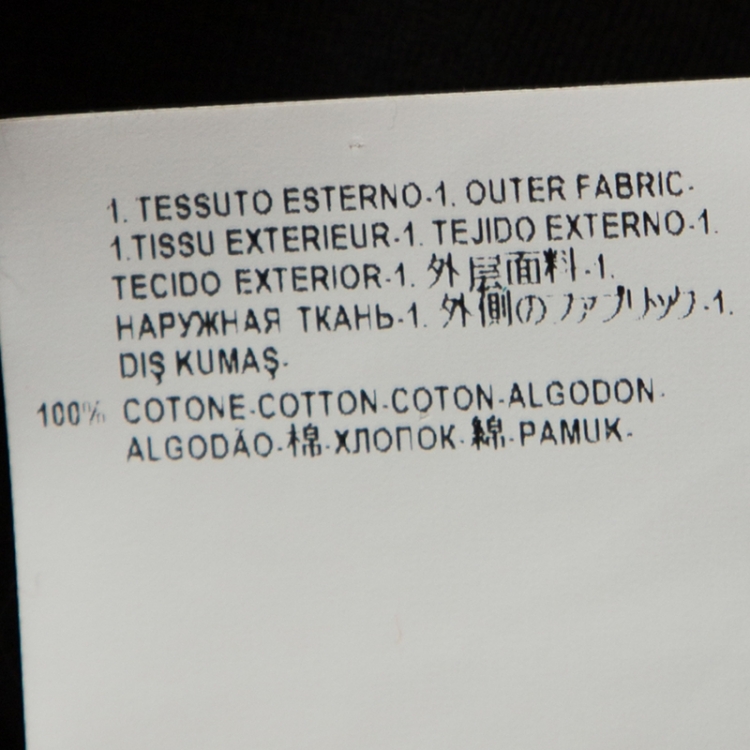 1. TESSUTO ESTERNO-1. OUTER FABRIC-
1.TISSU EXTERIEUR-1. TEJIDO EXTERNO-1.
TECIDO EXTERIOR-1. 外层面料-1.
НАРУЖНАЯ ТКАНЬ-1. 外側のファブリック-1.
DIŞ KUMAŞ-
100% COTONE-COTTON-COTON-ALGODON-
ALGODÃO-棉-ХЛОПОК-綿-PAMUK-